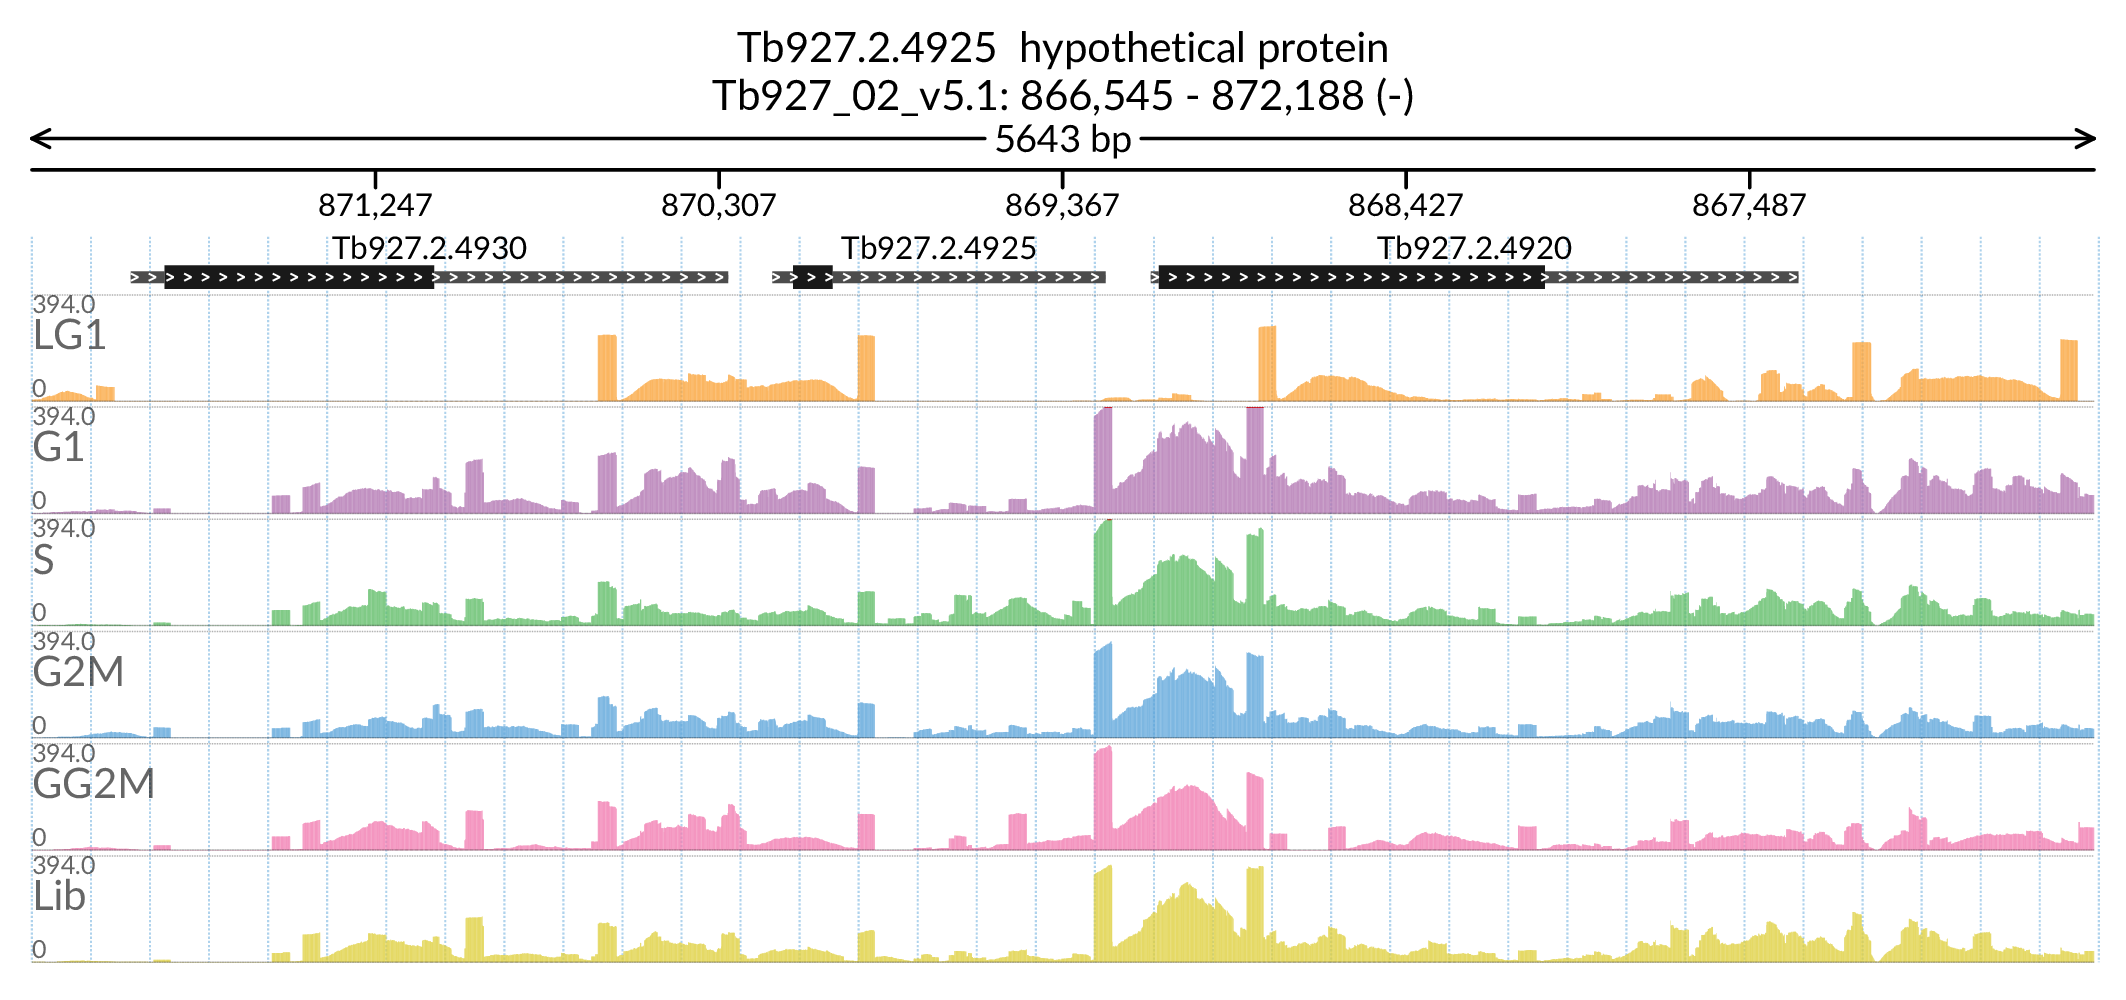 Tb927.2.4925 hypothetical protein
Tb927_02_v5.1: 866,545 - 872,188 (-)
5643 bp
871,247 870,307 869,367 868,427 867,487
Tb927.2.4930 Tb927.2.4925 Tb927.2.4920
394.0
LG1
0
394.0
G1
0
394.0
S
0
394.0
G2M
0
394.0
GG2M
0
394.0
Lib
0